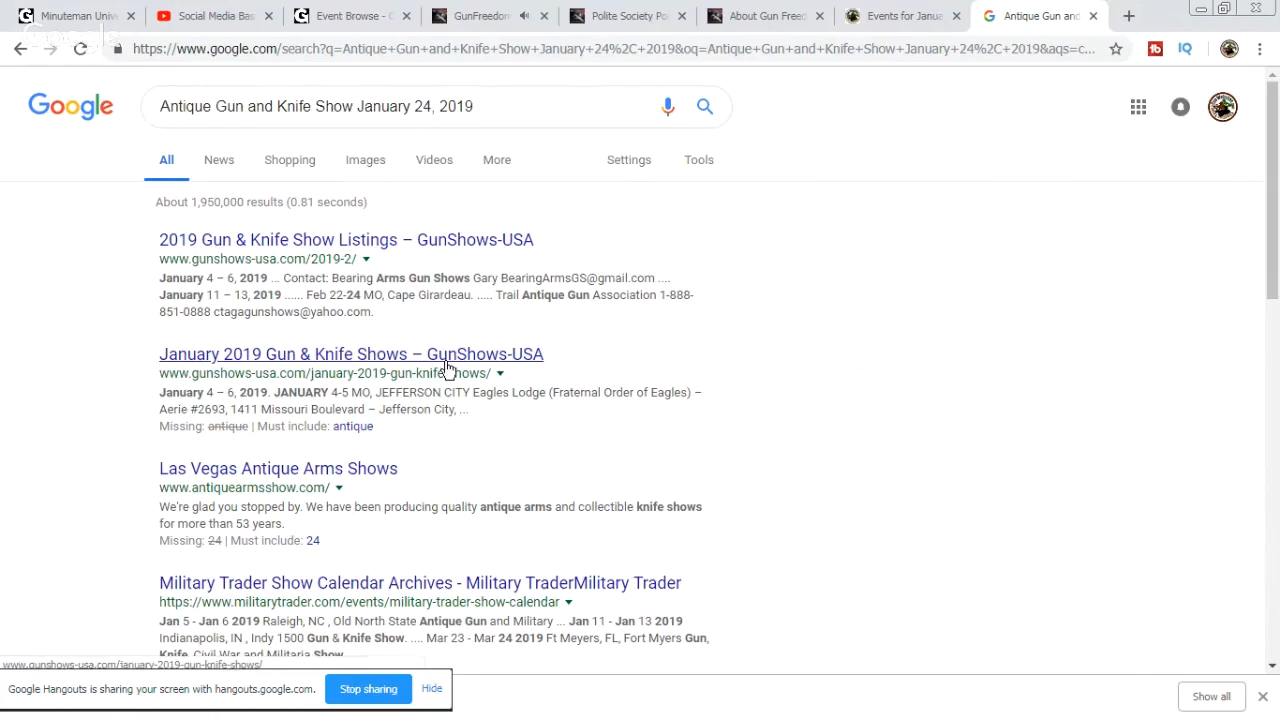 Minuteman Univ
Social Media Bas
Event Browse - C
GunFreedom
Polite Society Po
About Gun Freed
Events for Janua
Antique Gun and
https://www.google.com/search?q=Antique+Gun+and+Knife+Show+January+24%2C+2019&oq=Antique+Gun+and+Knife+Show+January+24%2C+2019&aqs=c...
Google
Antique Gun and Knife Show January 24, 2019
All News Shopping Images Videos More Settings Tools
About 1,950,000 results (0.81 seconds)
2019 Gun & Knife Show Listings – GunShows-USA
www.gunshows-usa.com/2019-2/
January 4 – 6, 2019 ... Contact: Bearing Arms Gun Shows Gary BearingArmsGS@gmail.com ....
January 11 – 13, 2019 ...... Feb 22-24 MO, Cape Girardeau. ..... Trail Antique Gun Association 1-888-
851-0888 ctagagunshows@yahoo.com.
January 2019 Gun & Knife Shows – GunShows-USA
www.gunshows-usa.com/january-2019-gun-knife-shows/
January 4 – 6, 2019. JANUARY 4-5 MO, JEFFERSON CITY Eagles Lodge (Fraternal Order of Eagles) –
Aerie #2693, 1411 Missouri Boulevard – Jefferson City, ...
Missing: antique | Must include: antique
Las Vegas Antique Arms Shows
www.antiquearmsshow.com/
We're glad you stopped by. We have been producing quality antique arms and collectible knife shows
for more than 53 years.
Missing: 24 | Must include: 24
Military Trader Show Calendar Archives - Military TraderMilitary Trader
https://www.militarytrader.com/events/military-trader-show-calendar
Jan 5 - Jan 6 2019 Raleigh, NC , Old North State Antique Gun and Military ... Jan 11 - Jan 13 2019
Indianapolis, IN , Indy 1500 Gun & Knife Show. .... Mar 23 - Mar 24 2019 Ft Meyers, FL, Fort Myers Gun,
Knife, Civil War and Militaria Show.
www.gunshows-usa.com/january-2019-gun-knife-shows/
Google Hangouts is sharing your screen with hangouts.google.com.
Stop sharing
Hide
Show all